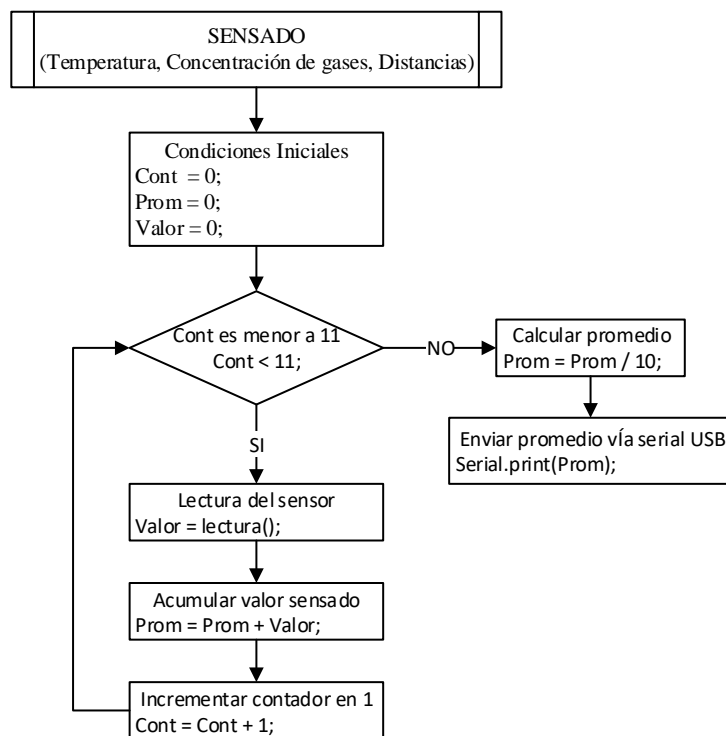 SENSADO
(Temperatura, Concentración de gases, Distancias)
Condiciones Iniciales
Cont = 0;
Prom = 0;
Valor = 0;
Cont es menor a 11
Cont < 11;
NO
Calcular promedio
Prom = Prom / 10;
Enviar promedio vÍa serial USB
Serial.print(Prom);
SI
Lectura del sensor
Valor = lectura();
Acumular valor sensado
Prom = Prom + Valor;
Incrementar contador en 1
Cont = Cont + 1;